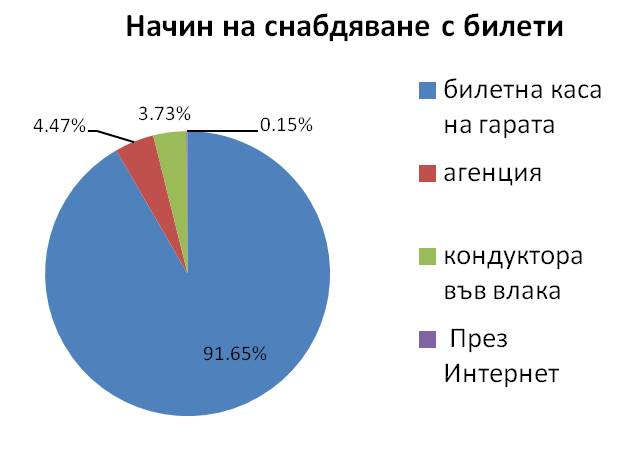 Начин на снабдяване с билети
3.73%
4.47%
0.15%
91.65%
билетна каса
на гарата
агенция
кондуктора
във влака
През
Интернет